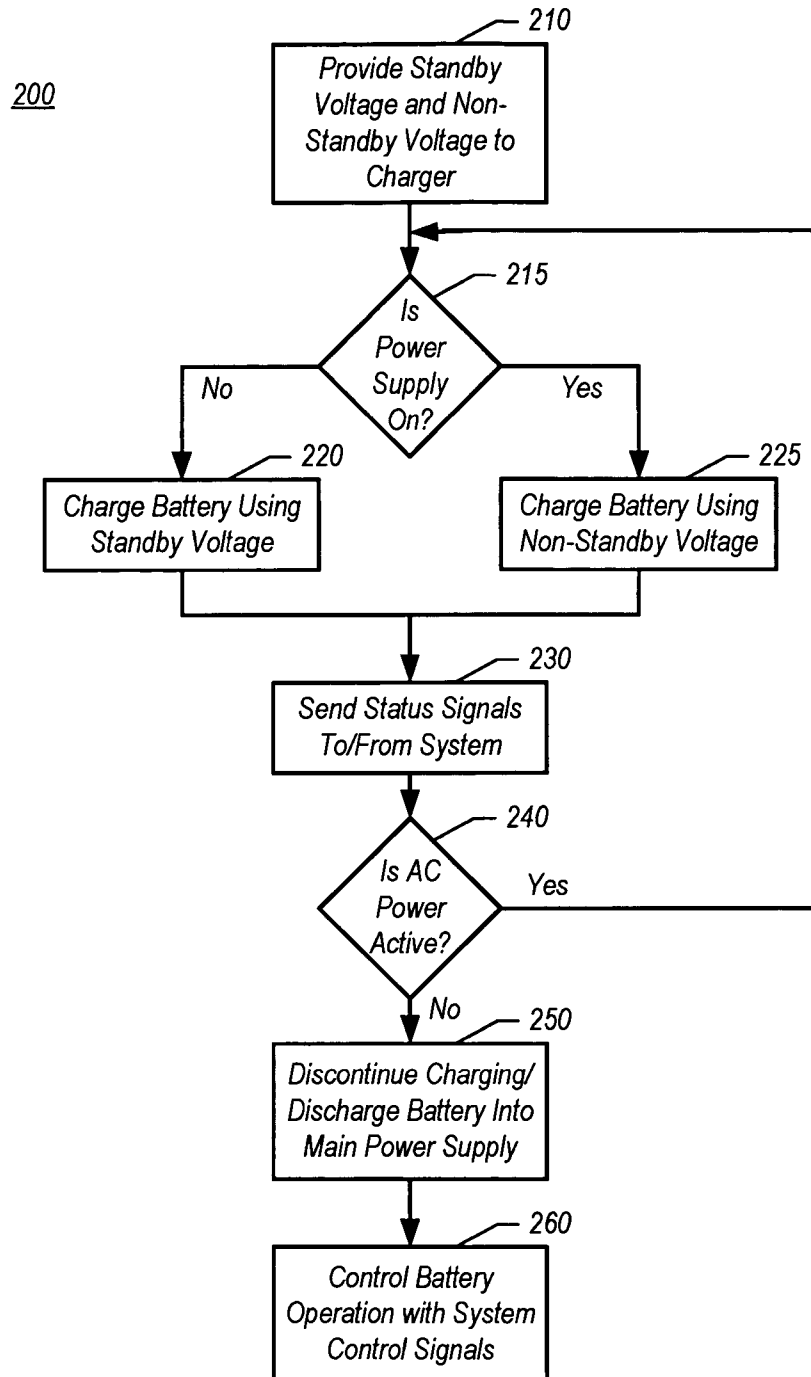 210
200
Provide Standby
Voltage and Non-
Standby Voltage to
Charger
215
Is
Power
Supply
On?
No
Yes
220
225
Charge Battery Using
Standby Voltage
Charge Battery Using
Non-Standby Voltage
230
Send Status Signals
To/From System
240
Is AC
Power
Active?
Yes
No
250
Discontinue Charging/
Discharge Battery Into
Main Power Supply
260
Control Battery
Operation with System
Control Signals